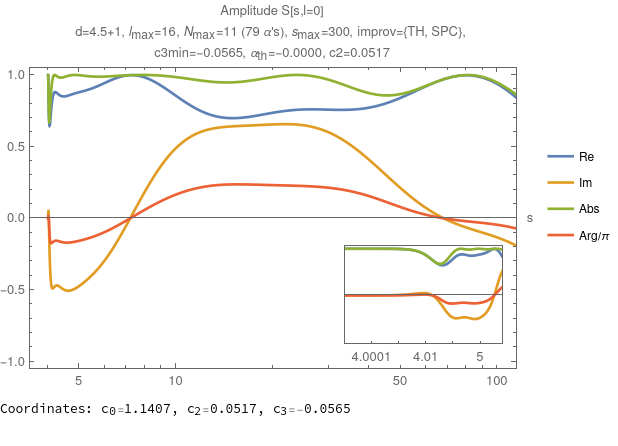 Amplitude S[s,l=0]
d=4.5+1, lmax=16, Nmax=11 (79 α's), smax=300, improv={TH, SPC},
c3min=-0.0565, αth=-0.0000, c2=0.0517
1.0
0.5
0.0
-0.5
-1.0
5
10
50
100
s
Re
Im
Abs
Arg/π
4.0001
4.01
5
Coordinates: c0=1.1407, c2=0.0517, c3=-0.0565